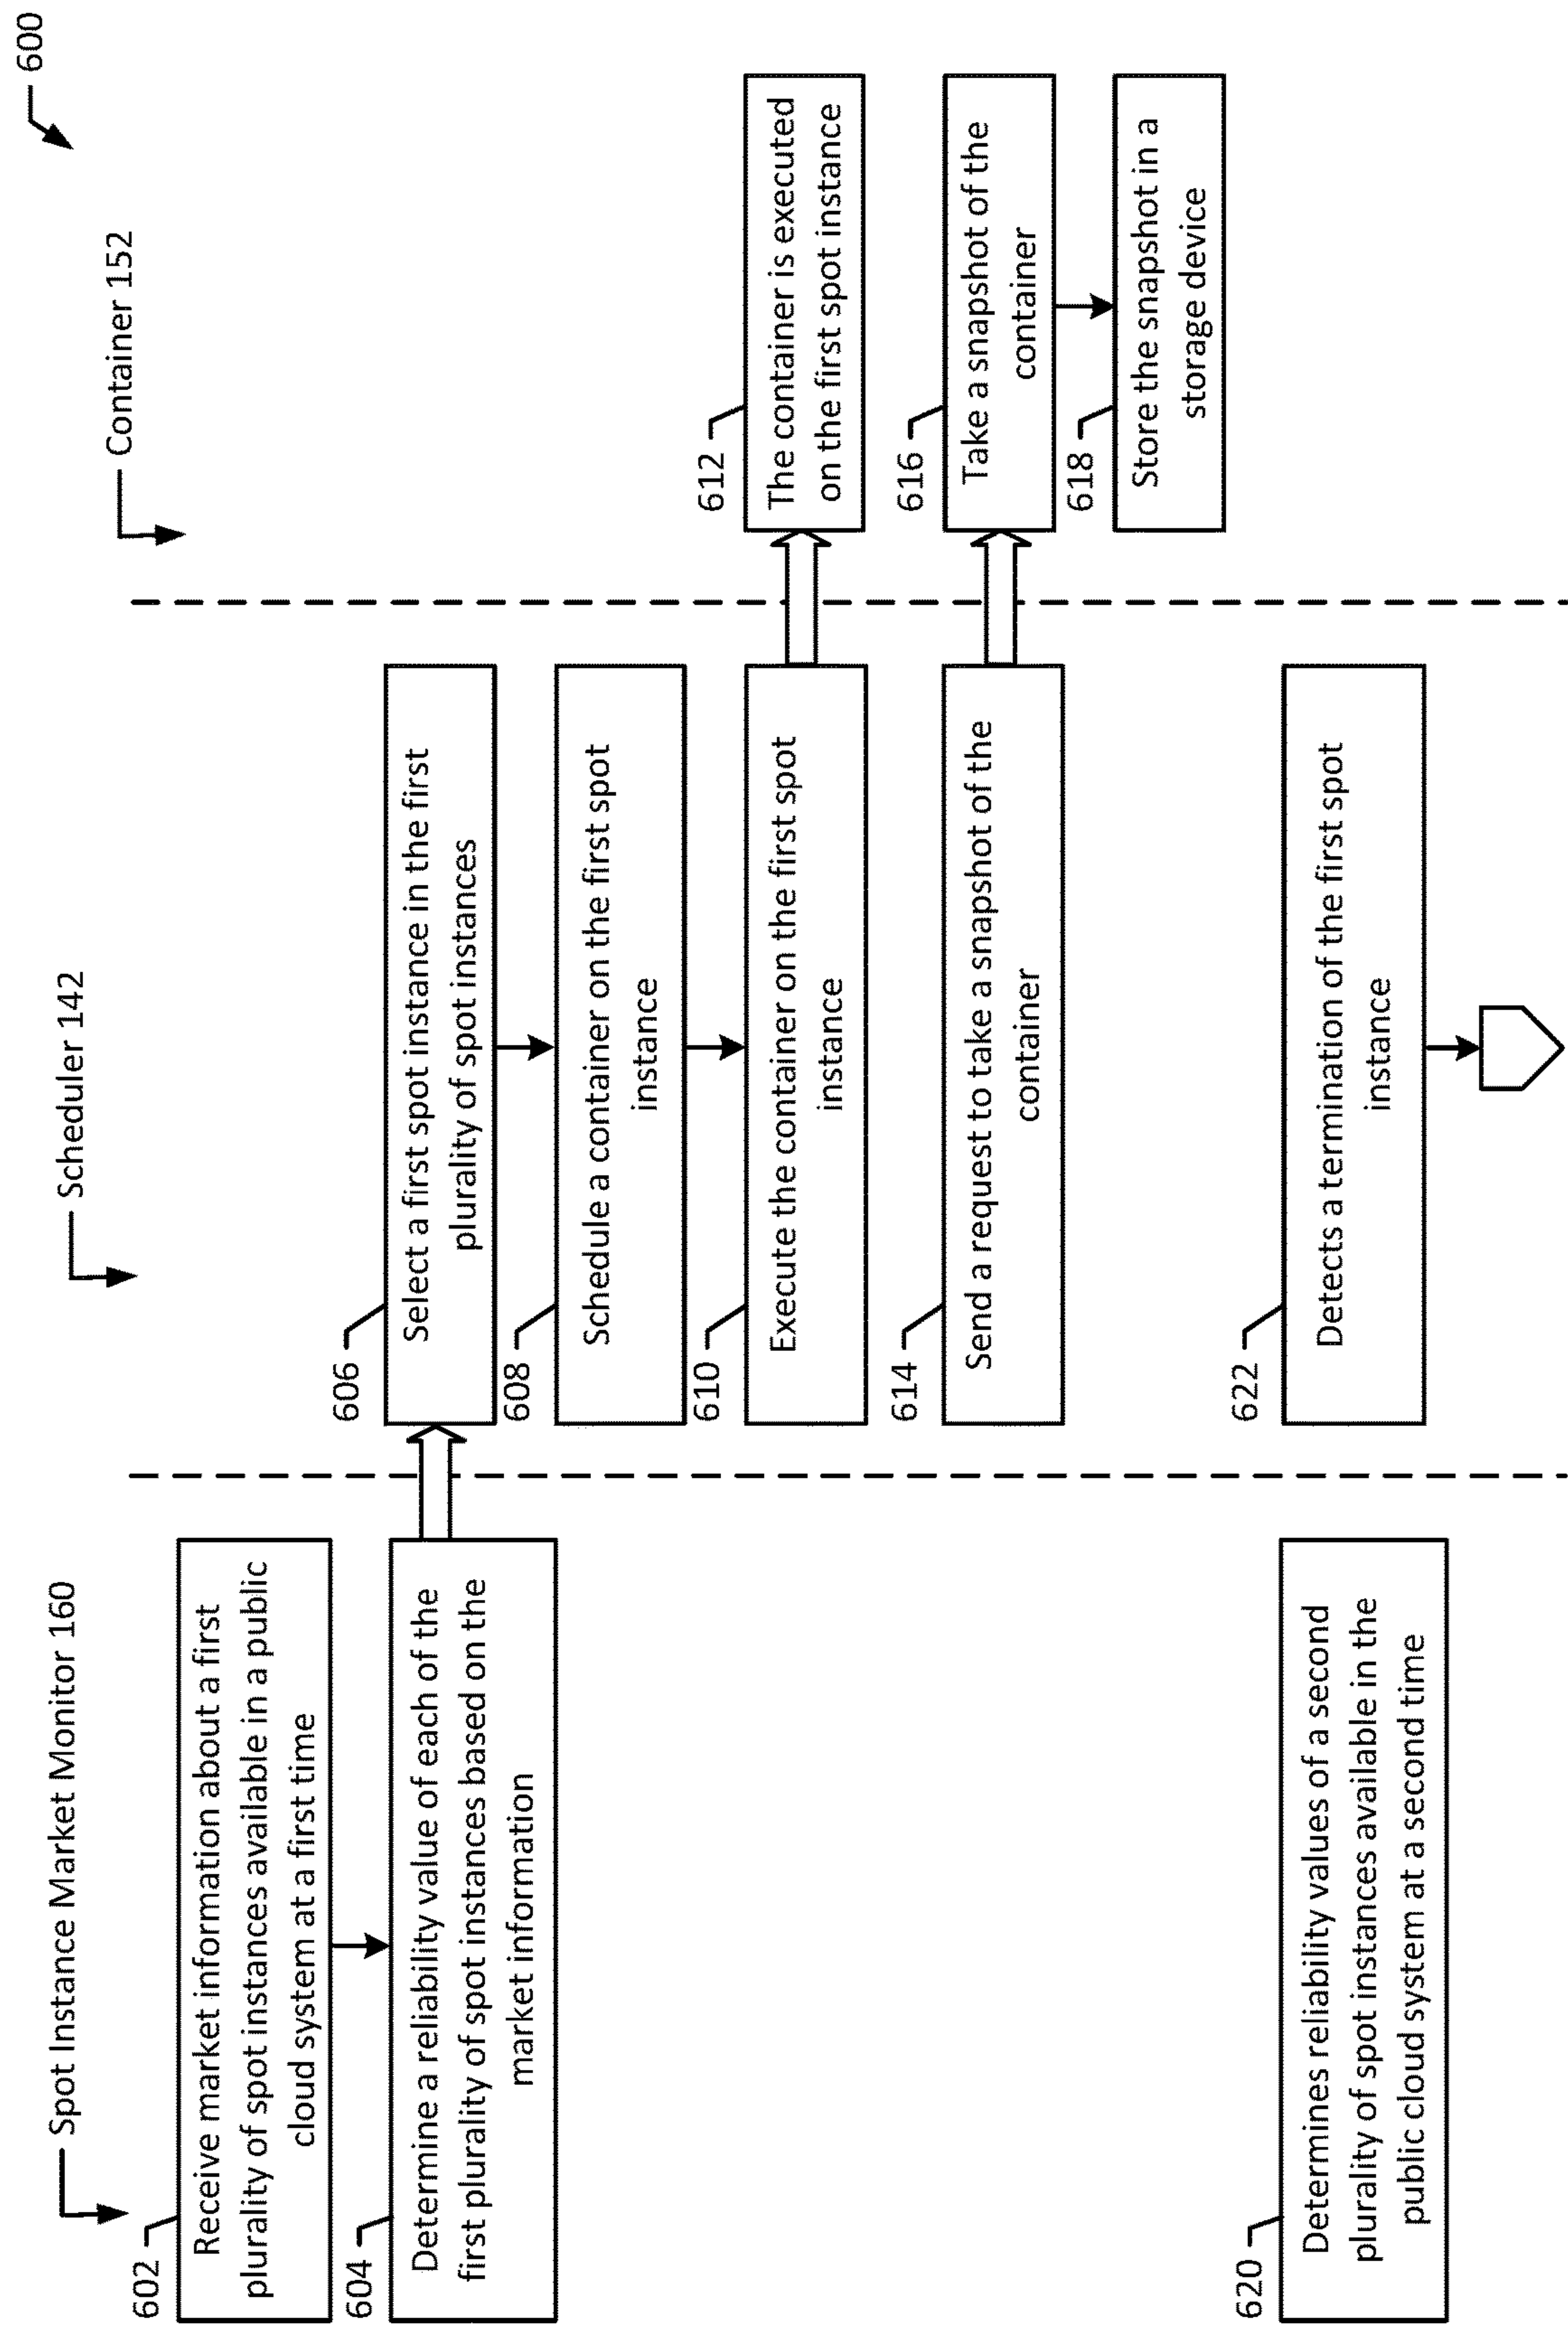 600
Spot Instance Market Monitor 160
Scheduler 142
Container 152
602
Receive market information about a first
plurality of spot instances available in a public
cloud system at a first time
604
Determine a reliability value of each of the
first plurality of spot instances based on the
market information
606
Select a first spot instance in the first
plurality of spot instances
608
Schedule a container on the first spot
instance
610
Execute the container on the first spot
instance
612
The container is executed
on the first spot instance
614
Send a request to take a snapshot of the
container
616
Take a snapshot of the
container
618
Store the snapshot in a
storage device
620
Determines reliability values of a second
plurality of spot instances available in the
public cloud system at a second time
622
Detects a termination of the first spot
instance